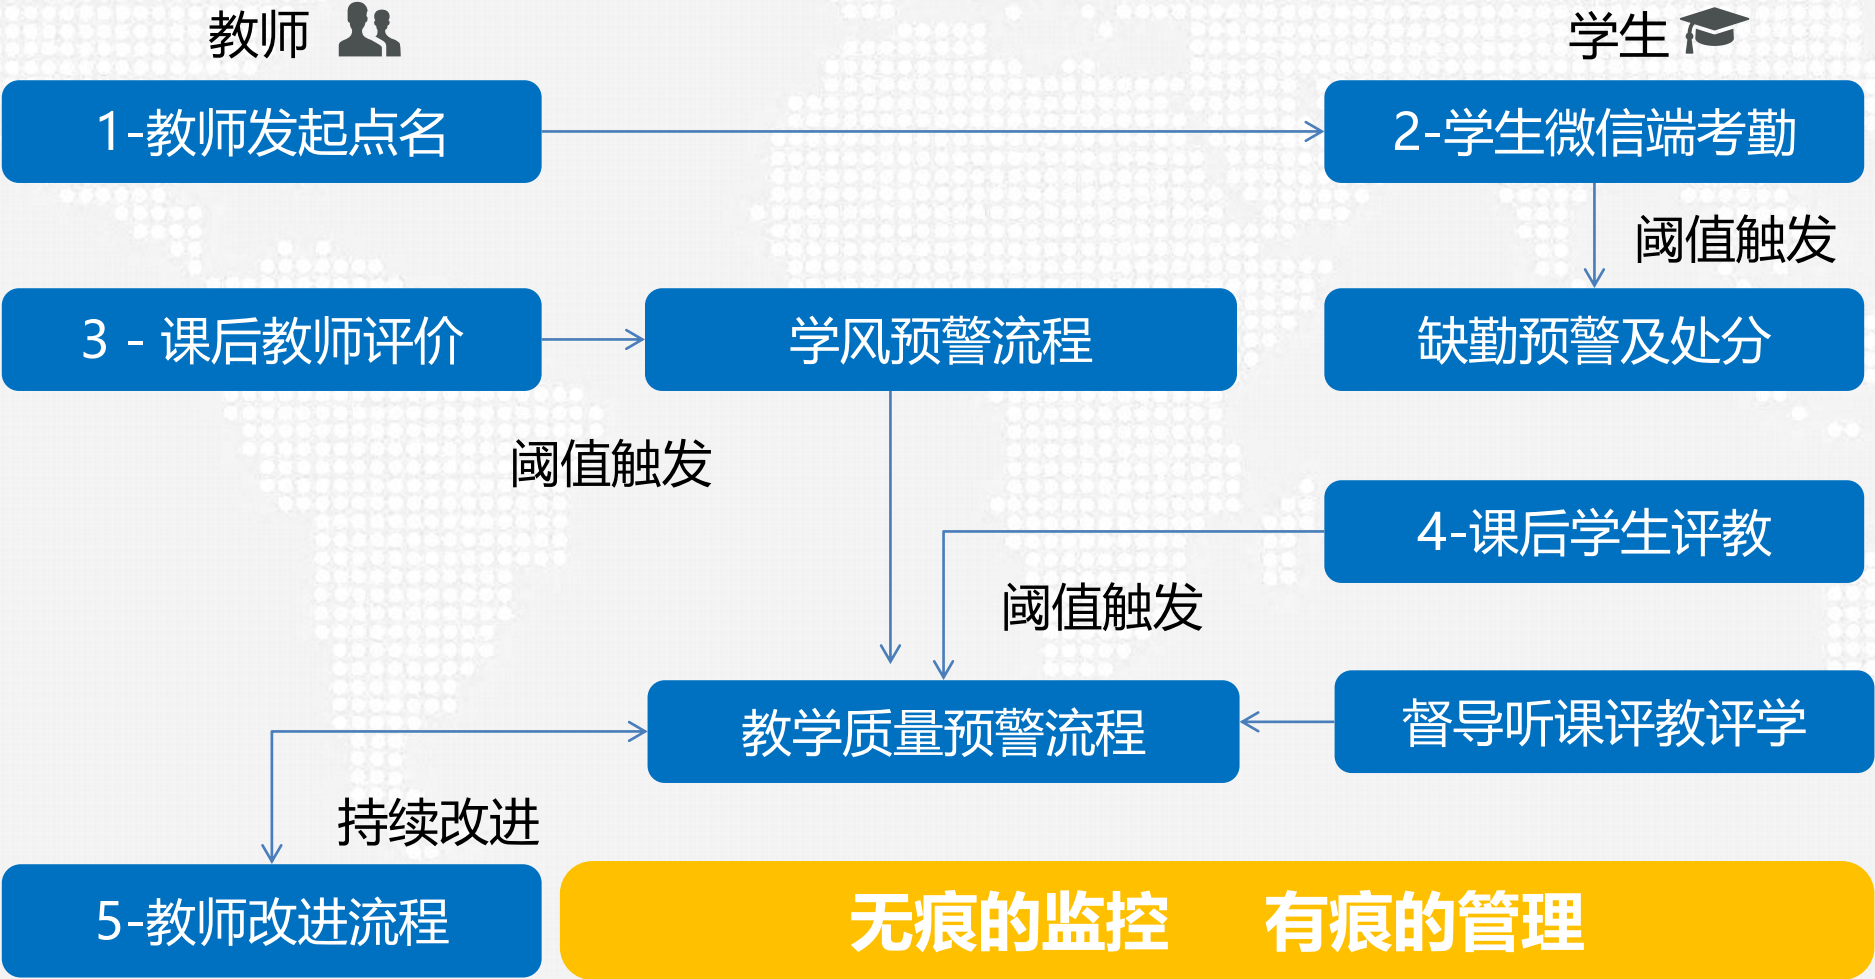 教师
学生
1-教师发起点名
2-学生微信端考勤
阈值触发
3 - 课后教师评价
学风预警流程
缺勤预警及处分
阈值触发
4-课后学生评教
阈值触发
教学质量预警流程
督导听课评教评学
持续改进
5-教师改进流程
无痕的监控 有痕的管理